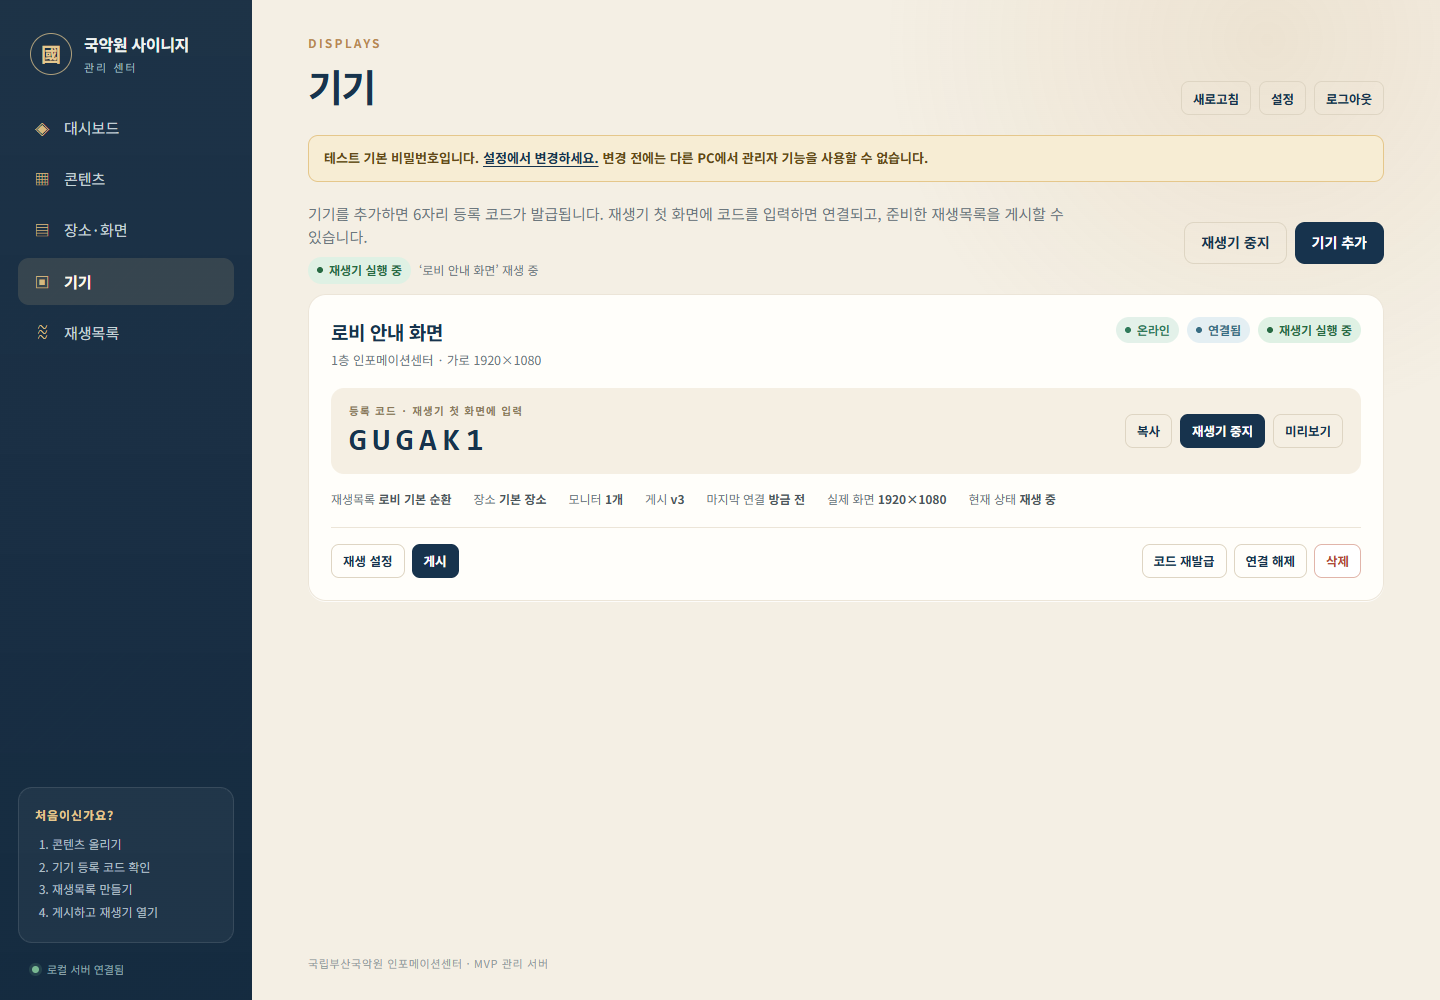 國
국악원 사이니지
관리 센터
대시보드
콘텐츠
장소·화면
기기
재생목록
처음이신가요?
1. 콘텐츠 올리기
2. 기기 등록 코드 확인
3. 재생목록 만들기
4. 게시하고 재생기 열기
로컬 서버 연결됨
DISPLAYS
기기
새로고침
설정
로그아웃
테스트 기본 비밀번호입니다. 설정에서 변경하세요. 변경 전에는 다른 PC에서 관리자 기능을 사용할 수 없습니다.
기기를 추가하면 6자리 등록 코드가 발급됩니다. 재생기 첫 화면에 코드를 입력하면 연결되고, 준비한 재생목록을 게시할 수
있습니다.
재생기 실행 중 ‘로비 안내 화면’ 재생 중
재생기 중지
기기 추가
로비 안내 화면
1층 인포메이션센터 · 가로 1920×1080
온라인
연결됨
재생기 실행 중
등록 코드 · 재생기 첫 화면에 입력
GUGAK1
복사
재생기 중지
미리보기
재생목록 로비 기본 순환 장소 기본 장소 모니터 1개 게시 v3 마지막 연결 방금 전 실제 화면 1920×1080 현재 상태 재생 중
재생 설정
게시
코드 재발급
연결 해제
삭제
국립부산국악원 인포메이션센터 · MVP 관리 서버